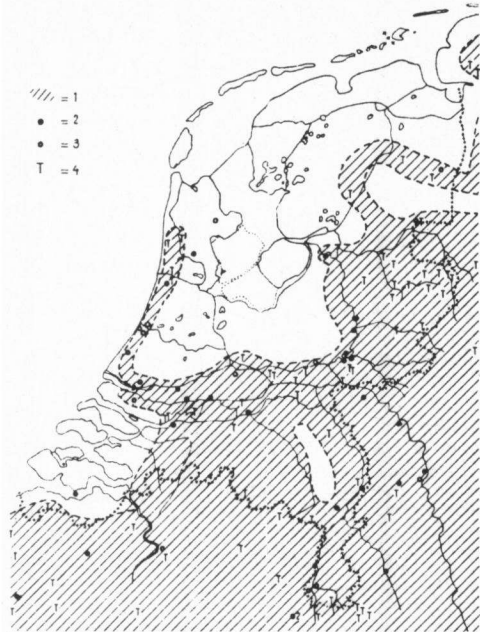 = 1
= 2
= 3
T = 4